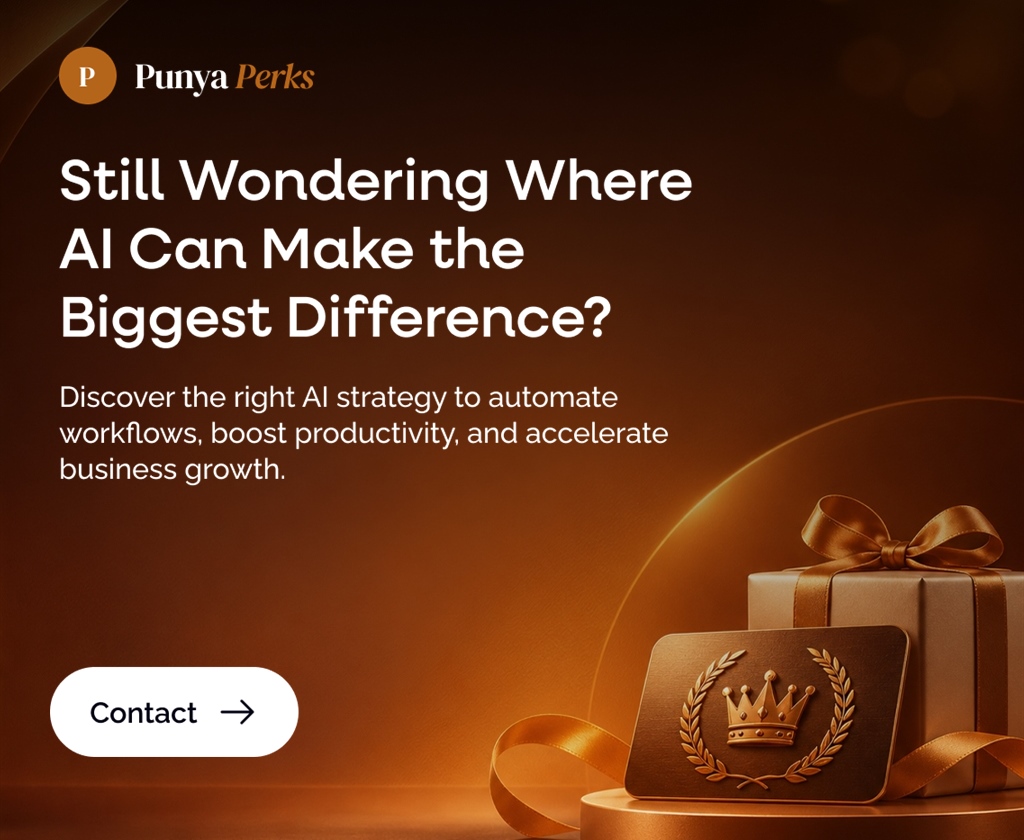 P
Punya Perks
Still Wondering Where
AI Can Make the
Biggest Difference?
Discover the right AI strategy to automate
workflows, boost productivity, and accelerate
business growth.
Contact